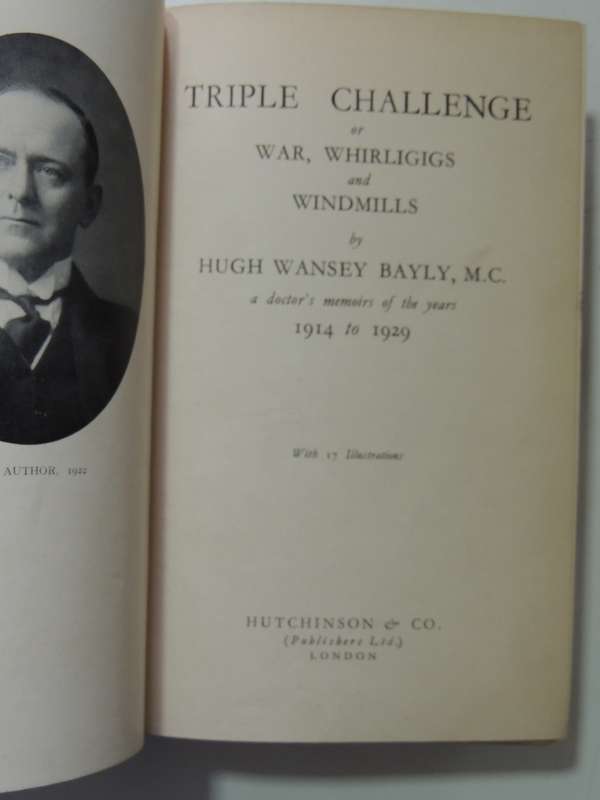 AUTHOR, 1922
TRIPLE CHALLENGE
or
WAR, WHIRLIGIGS
and
WINDMILLS
by
HUGH WANSEY BAYLY, M.C.
a doctor's memoirs of the years
1914 to 1929
With 17 Illustrations
HUTCHINSON & CO.
(Publishers Ltd.)
LONDON